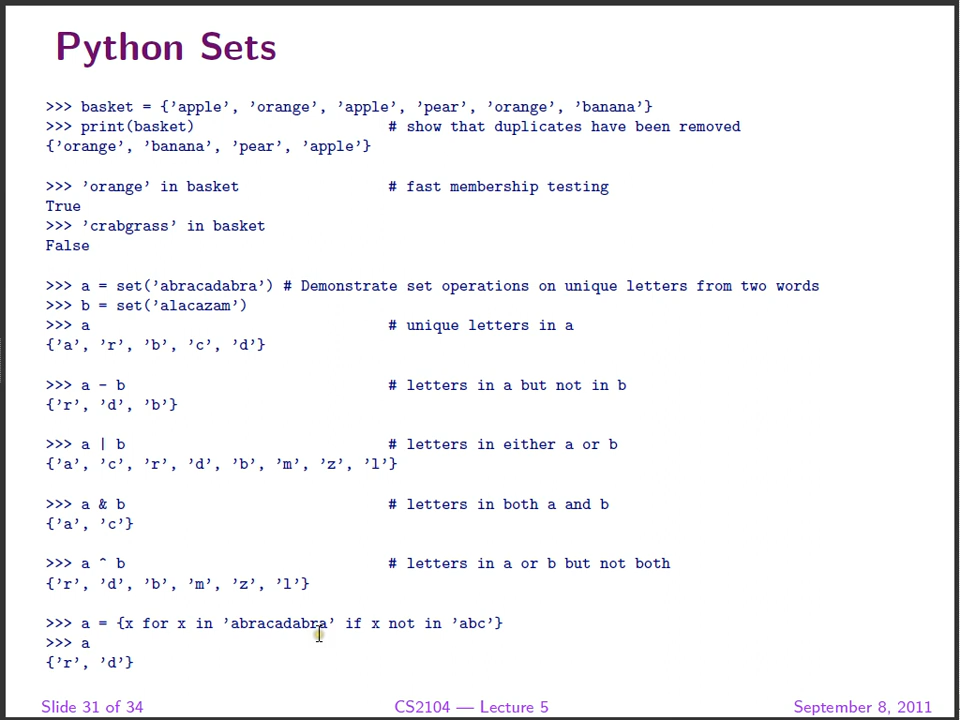 Python Sets
>>> basket = {’apple’, ’orange’, ’apple’, ’pear’, ’orange’, ’banana’}
>>> print(basket) # show that duplicates have been removed
{’orange’, ’banana’, ’pear’, ’apple’}
>>> ’orange’ in basket # fast membership testing
True
>>> ’crabgrass’ in basket
False
>>> a = set(’abracadabra’) # Demonstrate set operations on unique letters from two words
>>> b = set(’alacazam’)
>>> a # unique letters in a
{’a’, ’r’, ’b’, ’c’, ’d’}
>>> a - b # letters in a but not in b
{’r’, ’d’, ’b’}
>>> a | b # letters in either a or b
{’a’, ’c’, ’r’, ’d’, ’b’, ’m’, ’z’, ’l’}
>>> a & b # letters in both a and b
{’a’, ’c’}
>>> a ^ b # letters in a or b but not both
{’r’, ’d’, ’b’, ’m’, ’z’, ’l’}
>>> a = {x for x in ’abracadabra’ if x not in ’abc’}
>>> a
{’r’, ’d’}
Slide 31 of 34 CS2104 — Lecture 5 September 8, 2011